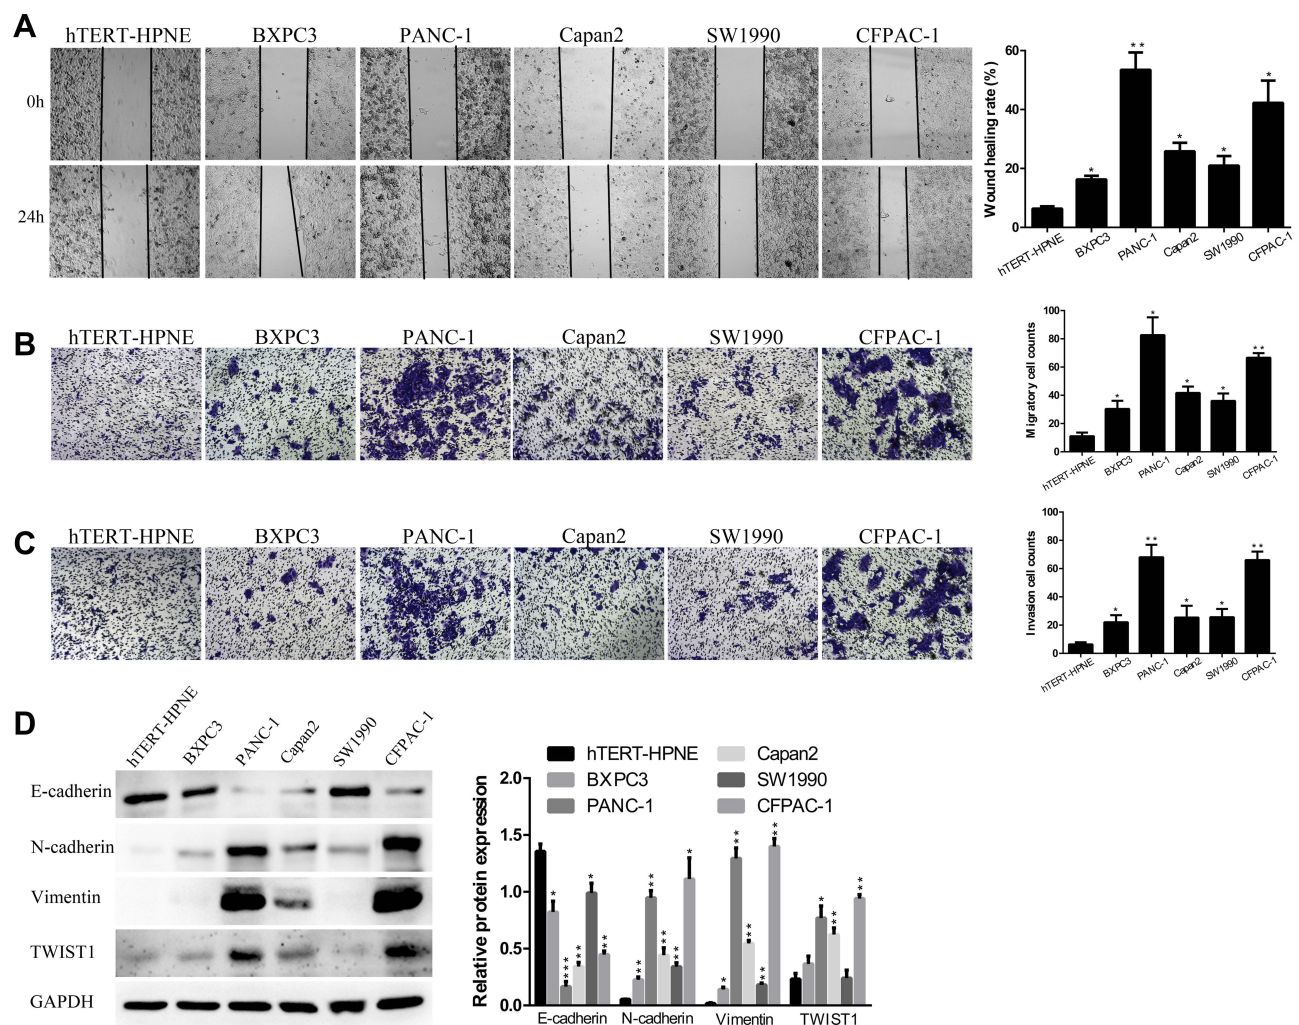 A
hTERT-HPNE BXPC3 PANC-1 Capan2 SW1990 CFPAC-1
0h
24h
Wound healing rate (%)
60
40
20
0
** * * * *
hTERT-HPNE BXPC3 PANC-1 Capan2 SW1990 CFPAC-1
B
hTERT-HPNE BXPC3 PANC-1 Capan2 SW1990 CFPAC-1
Migratory cell counts
100
80
60
40
20
0
* * * * **
hTERT-HPNE BXPC3 PANC-1 Capan2 SW1990 CFPAC-1
C
hTERT-HPNE BXPC3 PANC-1 Capan2 SW1990 CFPAC-1
Invasion cell counts
100
80
60
40
20
0
* ** * * **
hTERT-HPNE BXPC3 PANC-1 Capan2 SW1990 CFPAC-1
D
hTERT-HPNE BXPC3 PANC-1 Capan2 SW1990 CFPAC-1
E-cadherin
N-cadherin
Vimentin
TWIST1
GAPDH
hTERT-HPNE Capan2
BXPC3 SW1990
PANC-1 CFPAC-1
Relative protein expression
2.0
1.5
1.0
0.5
0.0
* *** ** * ** ** ** ** ** * * ** ** ** ** * ** **
E-cadherin N-cadherin Vimentin TWIST1